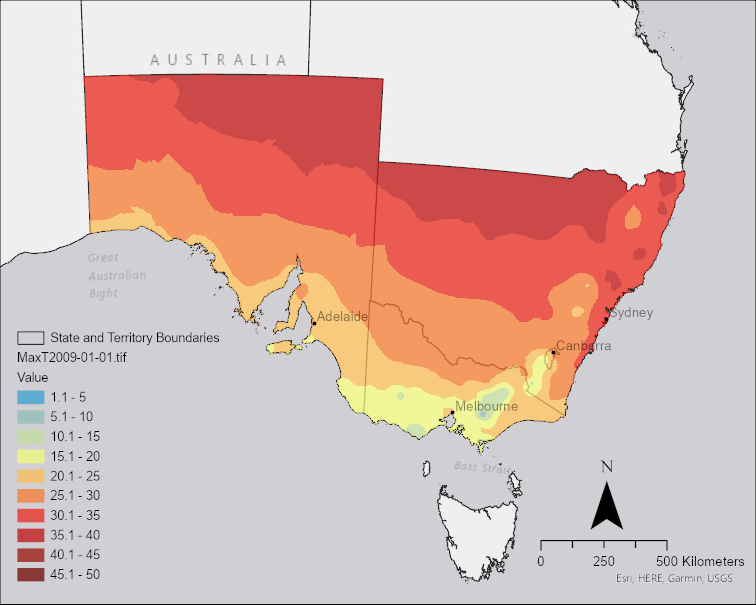 AUSTRALIA
Great
Australian
Bight
Adelaide
Sydney
Canberra
Melbourne
Bass Strait
State and Territory Boundaries
MaxT2009-01-01.tif
Value
1.1 - 5
5.1 - 10
10.1 - 15
15.1 - 20
20.1 - 25
25.1 - 30
30.1 - 35
35.1 - 40
40.1 - 45
45.1 - 50
N
0 250 500 Kilometers
Esri, HERE, Garmin, USGS